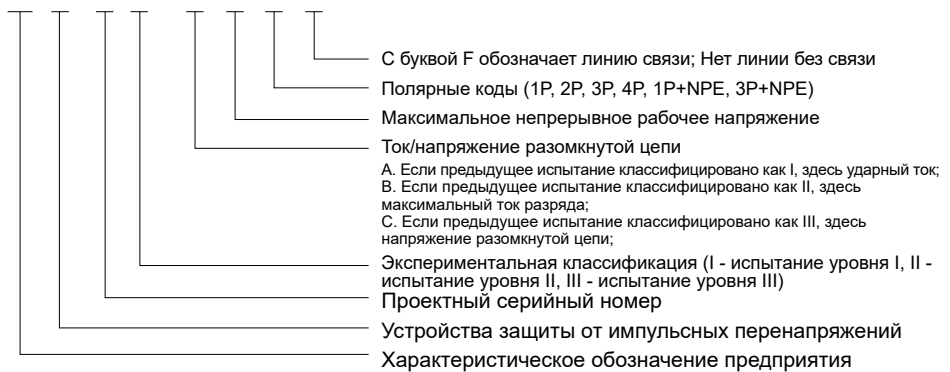 С буквой F обозначает линию связи; Нет линии без связи
Полярные коды (1P, 2P, 3P, 4P, 1P+NPE, 3P+NPE)
Максимальное непрерывное рабочее напряжение
Ток/напряжение разомкнутой цепи
A. Если предыдущее испытание классифицировано как I, здесь ударный ток;
B. Если предыдущее испытание классифицировано как II, здесь
максимальный ток разряда;
C. Если предыдущее испытание классифицировано как III, здесь
напряжение разомкнутой цепи;
Экспериментальная классификация (I - испытание уровня I, II -
испытание уровня II, III - испытание уровня III)
Проектный серийный номер
Устройства защиты от импульсных перенапряжений
Характеристическое обозначение предприятия